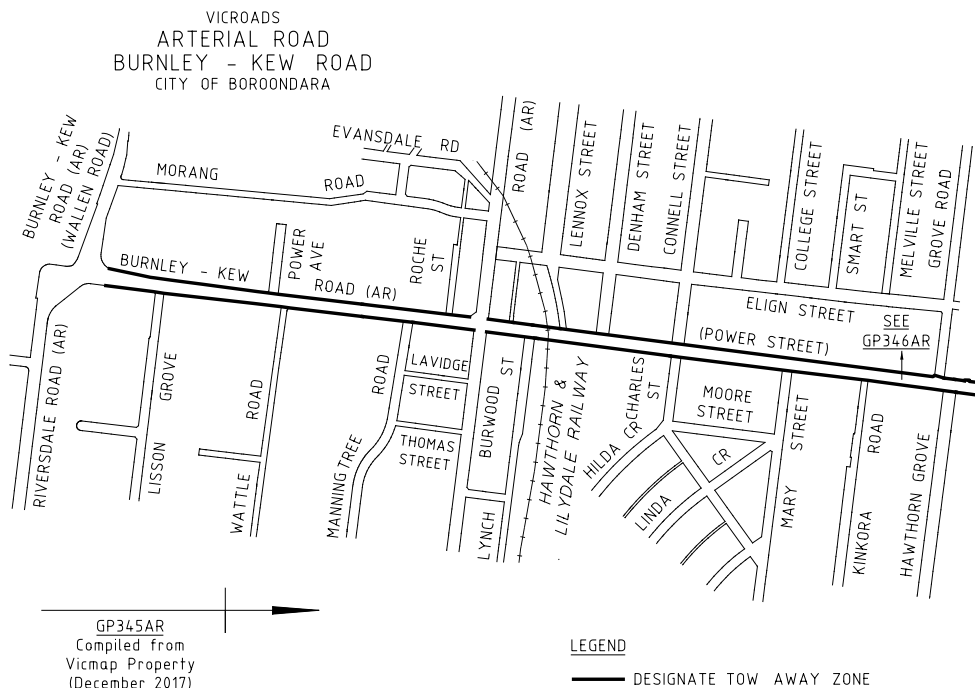 VICROADS
ARTERIAL ROAD
BURNLEY - KEW ROAD
CITY OF BOROONDARA
BURNLEY - KEW
ROAD (AR)
(WALLEN ROAD)
MORANG
ROAD
EVANSDALE RD
ROAD (AR)
LENNOX STREET
DENHAM STREET
CONNELL STREET
COLLEGE STREET
SMART ST
MELVILLE STREET
GROVE ROAD
BURNLEY - KEW
ROAD (AR)
POWER
AVE
ROCHE
ST
ELIGN STREET
(POWER STREET)
SEE
GP346AR
RIVERSDALE ROAD (AR)
LISSON
GROVE
WATTLE
ROAD
MANNING TREE
ROAD
LAVIDGE
STREET
THOMAS
STREET
LYNCH
BURWOOD
ST
HAWTHORN &
LILYDALE RAILWAY
HILDA CR
CHARLES
ST
MOORE
STREET
LINDA
CR
MARY
STREET
KINKORA
ROAD
HAWTHORN GROVE
GP345AR
Compiled from
Vicmap Property
(December 2017)
LEGEND
DESIGNATE TOW AWAY ZONE